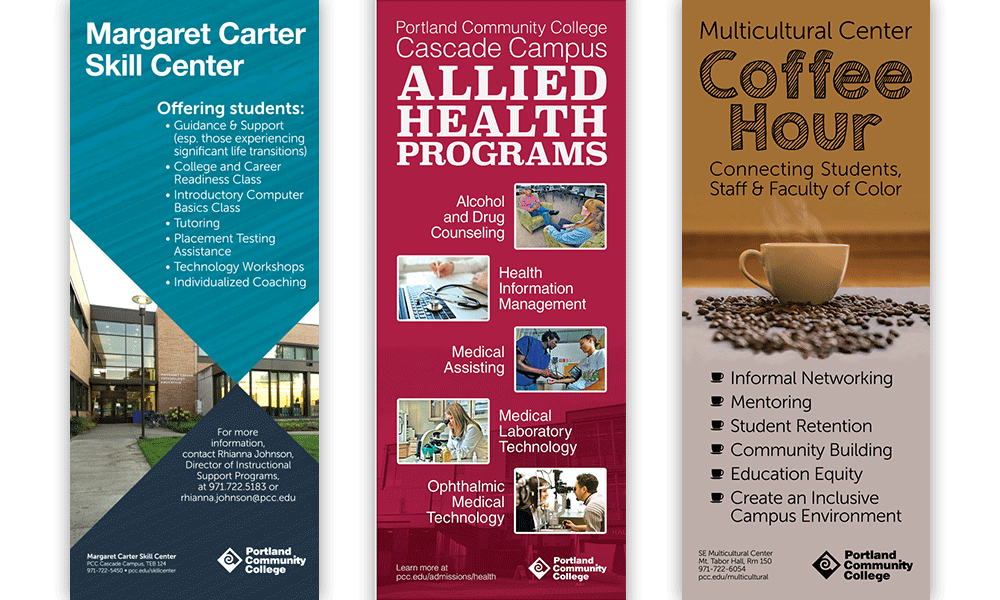 Margaret Carter
Skill Center
Offering students:
• Guidance & Support
(esp. those experiencing
significant life transitions)
• College and Career
Readiness Class
• Introductory Computer
Basics Class
• Tutoring
• Placement Testing
Assistance
• Technology Workshops
• Individualized Coaching
For more
information,
contact Rhianna Johnson,
Director of Instructional
Support Programs,
at 971.722.5183 or
rhianna.johnson@pcc.edu
Margaret Carter Skill Center
PCC Cascade Campus, TEB 124
971-722-5450 • pcc.edu/skillcenter
Portland
Community
College
Portland Community College
Cascade Campus
ALLIED
HEALTH
PROGRAMS
Alcohol
and Drug
Counseling
Health
Information
Management
Medical
Assisting
Medical
Laboratory
Technology
Ophthalmic
Medical
Technology
Learn more at
pcc.edu/admissions/health
Portland
Community
College
Multicultural Center
Coffee
Hour
Connecting Students,
Staff & Faculty of Color
Informal Networking
Mentoring
Student Retention
Community Building
Education Equity
Create an Inclusive
Campus Environment
SE Multicultural Center
Mt. Tabor Hall, Rm 150
971-722-6054
pcc.edu/multicultural
Portland
Community
College